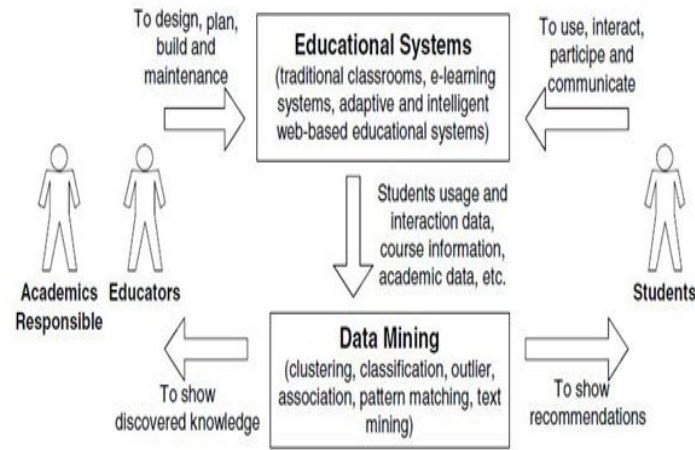 To design, plan,
build and
maintenance
Educational Systems
(traditional classrooms, e-learning
systems, adaptive and intelligent
web-based educational systems)
To use, interact,
participe and
communicate
Students usage and
interaction data,
course information,
academic data, etc.
Academics
Responsible
Educators
Students
Data Mining
(clustering, classification, outlier,
association, pattern matching, text
mining)
To show
discovered knowledge
To show
recommendations